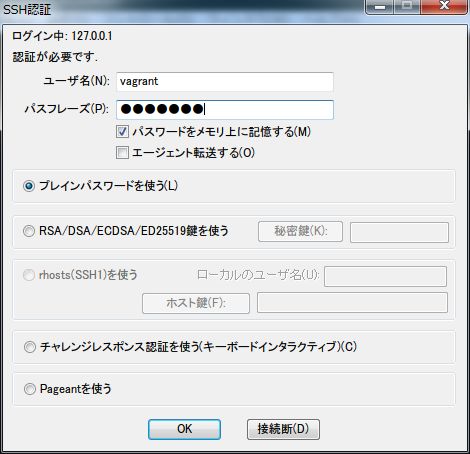 SSH認証
ログイン中: 127.0.0.1
認証が必要です.
ユーザ名(N): vagrant
パスフレーズ(P): ●●●●●●●
パスワードをメモリ上に記憶する(M)
エージェント転送する(O)
プレインパスワードを使う(L)
RSA/DSA/ECDSA/ED25519鍵を使う 秘密鍵(K):
rhosts(SSH1)を使う ローカルのユーザ名(U):
ホスト鍵(F):
チャレンジレスポンス認証を使う(キーボードインタラクティブ)(C)
Pageantを使う
OK 接続断(D)